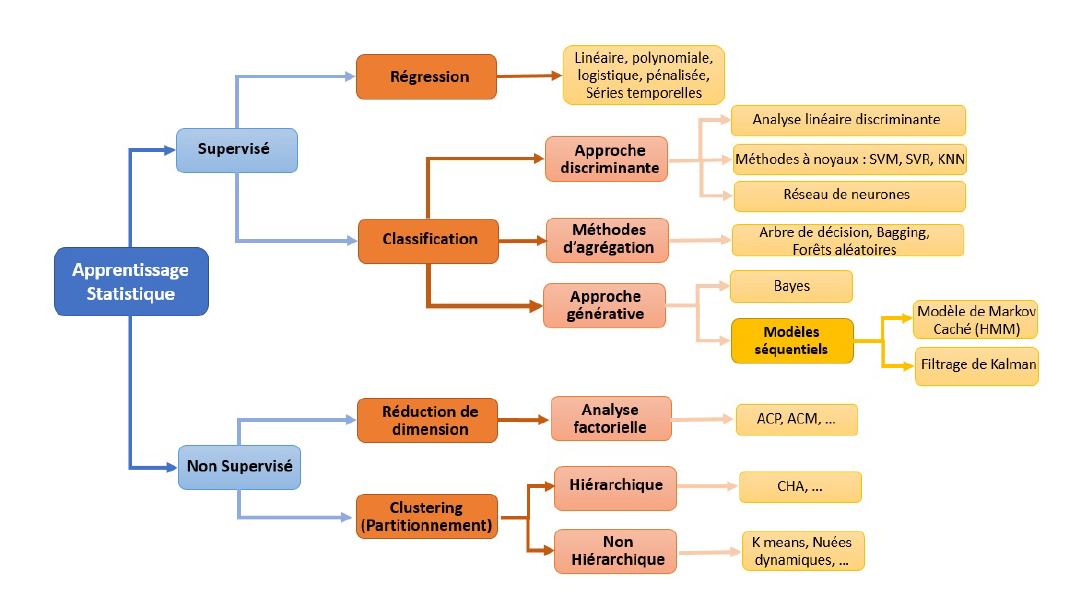 Linéaire, polynomiale,
logistique, pénalisée,
Séries temporelles
Régression
Analyse linéaire discriminante
Supervisé
Approche
discriminante
Méthodes à noyaux : SVM, SVR, KNN
Réseau de neurones
Classification
Méthodes
d'agrégation
Arbre de décision, Bagging,
Forêts aléatoires
Apprentissage
Statistique
Approche
générative
Bayes
Modèles
séquentiels
Modèle de Markov
Caché (HMM)
Filtrage de Kalman
Réduction de
dimension
Analyse
factorielle
ACP, ACM, ...
Non Supervisé
Hiérarchique
CHA, ...
Clustering
(Partitionnement)
Non
Hiérarchique
K means, Nuées
dynamiques, ...